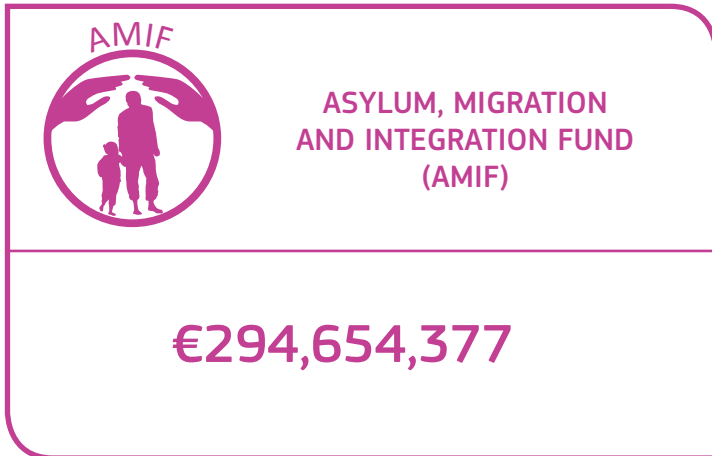 AMIF
ASYLUM, MIGRATION
AND INTEGRATION FUND
(AMIF)
€294,654,377